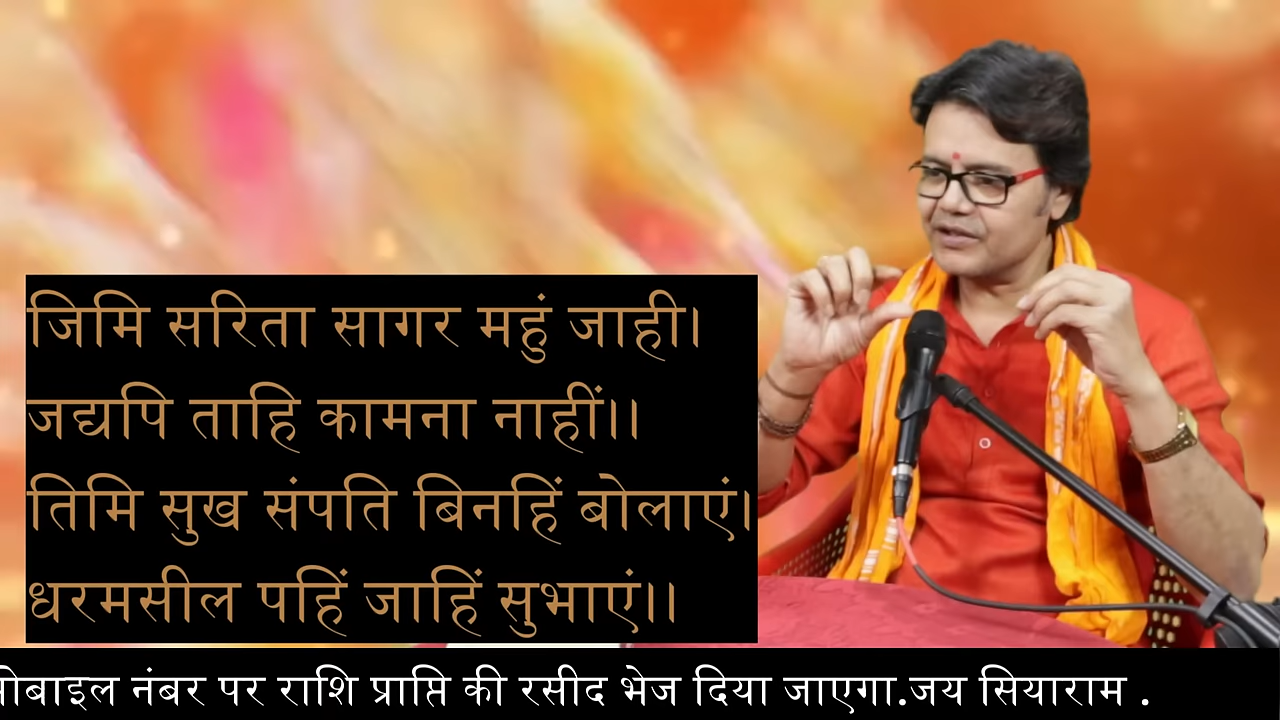 जिमि सरिता सागर महुं जाही।
जद्यपि ताहि कामना नाहीं।।
तिमि सुख संपति बिनहिं बोलाएं।
धरमसील पहिं जाहिं सुभाएं।।
मोबाइल नंबर पर राशि प्राप्ति की रसीद भेज दिया जाएगा.जय सियाराम .